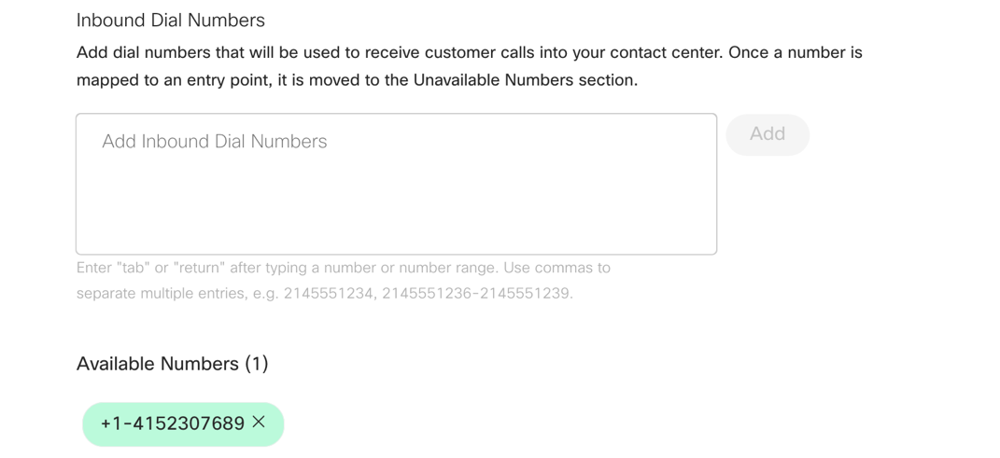 Inbound Dial Numbers
Add dial numbers that will be used to receive customer calls into your contact center. Once a number is
mapped to an entry point, it is moved to the Unavailable Numbers section.
Add Inbound Dial Numbers
Add
Enter "tab" or "return" after typing a number or number range. Use commas to
separate multiple entries, e.g. 2145551234, 2145551236-2145551239.
Available Numbers (1)
+1-4152307689 ×